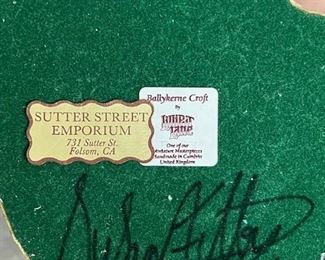 SUTTER STREET
EMPORIUM
731 Sutter St.
Folsom, CA
Ballykerne Croft
By
Lilliput
Lane
One of our
Miniature Masterpieces
Handmade in Cumbria
United Kingdom